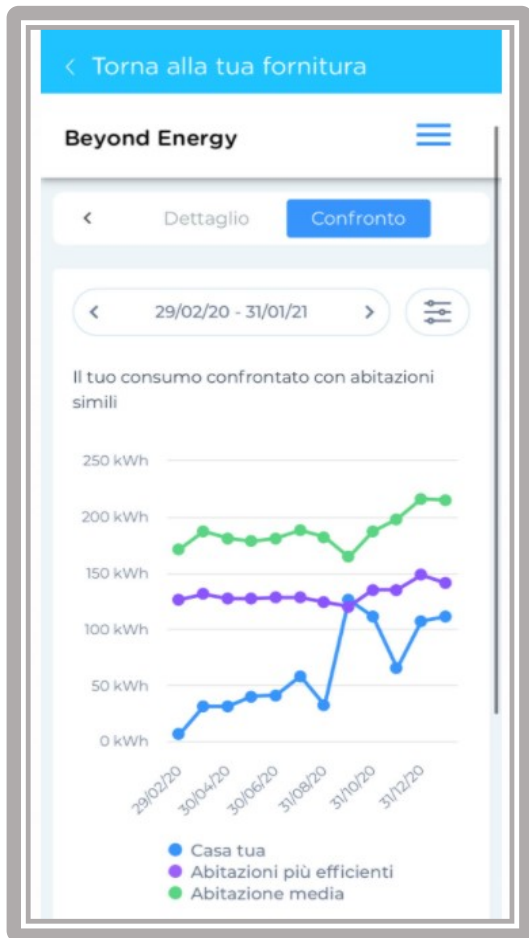 Torna alla tua fornitura
Beyond Energy
Dettaglio
Confronto
29/02/20 - 31/01/21
Il tuo consumo confrontato con abitazioni
simili
250 kWh
200 kWh
150 kWh
100 kWh
50 kWh
0 kWh
29/02/20
30/04/20
30/06/20
31/08/20
31/10/20
31/12/20
Casa tua
Abitazioni più efficienti
Abitazione media